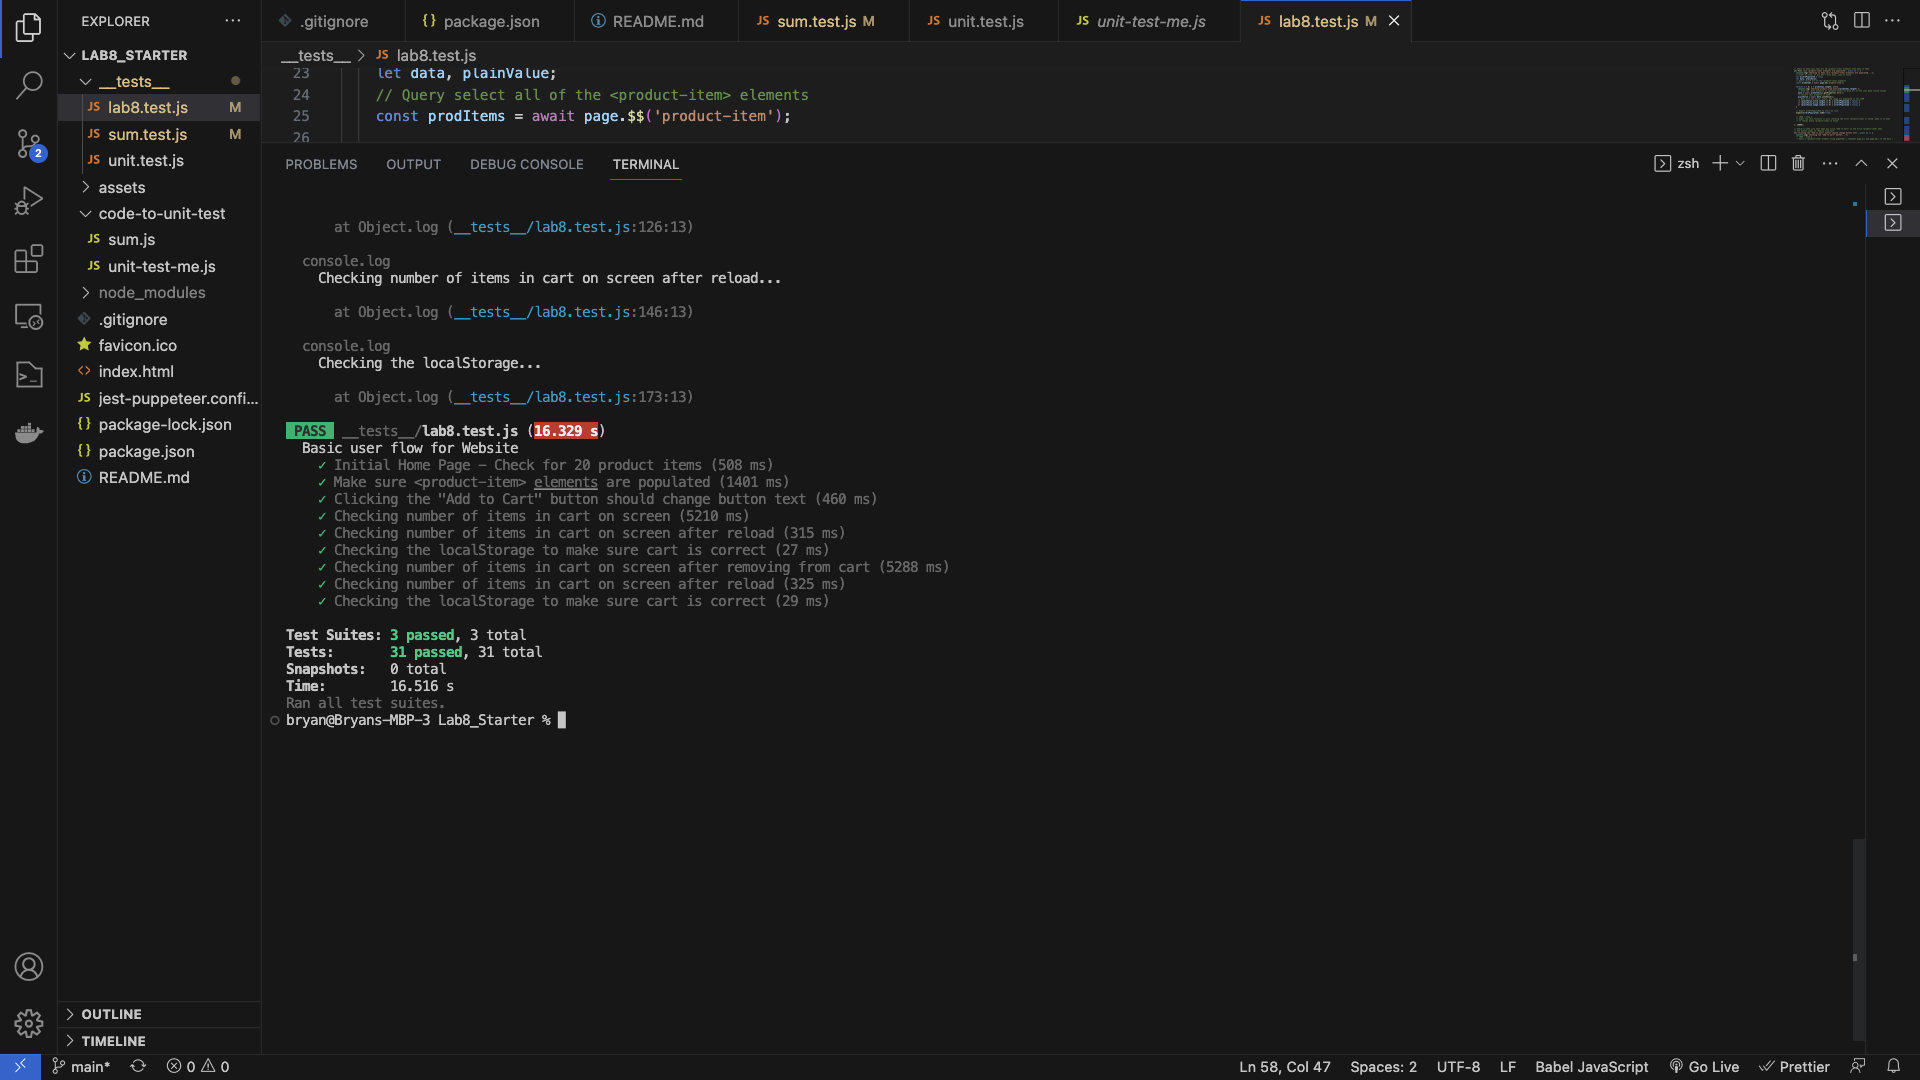 EXPLORER
LAB8_STARTER
__tests__
JS lab8.test.js M
JS sum.test.js M
JS unit.test.js
assets
code-to-unit-test
JS sum.js
JS unit-test-me.js
node_modules
.gitignore
favicon.ico
index.html
JS jest-puppeteer.confi...
{} package-lock.json
{} package.json
README.md
OUTLINE
TIMELINE
2
.gitignore {} package.json README.md JS sum.test.js M JS unit.test.js JS unit-test-me.js JS lab8.test.js M
__tests__ > JS lab8.test.js
23 let data, plainValue;
24 // Query select all of the <product-item> elements
25 const prodItems = await page.$$('product-item');
26
PROBLEMS OUTPUT DEBUG CONSOLE TERMINAL zsh
at Object.log (__tests__/lab8.test.js:126:13)
console.log
Checking number of items in cart on screen after reload...
at Object.log (__tests__/lab8.test.js:146:13)
console.log
Checking the localStorage...
at Object.log (__tests__/lab8.test.js:173:13)
PASS __tests__/lab8.test.js (16.329 s)
Basic user flow for Website
✓ Initial Home Page – Check for 20 product items (508 ms)
✓ Make sure <product-item> elements are populated (1401 ms)
✓ Clicking the "Add to Cart" button should change button text (460 ms)
✓ Checking number of items in cart on screen (5210 ms)
✓ Checking number of items in cart on screen after reload (315 ms)
✓ Checking the localStorage to make sure cart is correct (27 ms)
✓ Checking number of items in cart on screen after removing from cart (5288 ms)
✓ Checking number of items in cart on screen after reload (325 ms)
✓ Checking the localStorage to make sure cart is correct (29 ms)
Test Suites: 3 passed, 3 total
Tests: 31 passed, 31 total
Snapshots: 0 total
Time: 16.516 s
Ran all test suites.
bryan@Bryans-MBP-3 Lab8_Starter %
main* 0 0 Ln 58, Col 47 Spaces: 2 UTF-8 LF Babel JavaScript Go Live Prettier